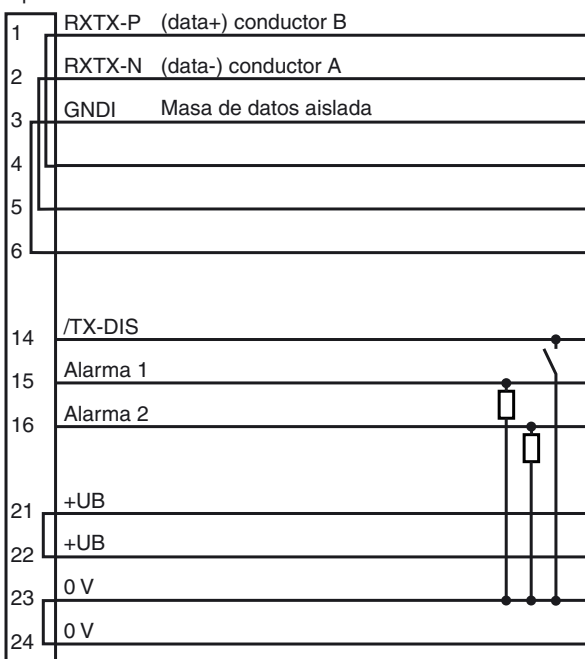 1 RXTX-P (data+) conductor B
2 RXTX-N (data-) conductor A
3 GNDI Masa de datos aislada
4
5
6
14 /TX-DIS
15 Alarma 1
16 Alarma 2
21 +UB
22 +UB
23 0 V
24 0 V